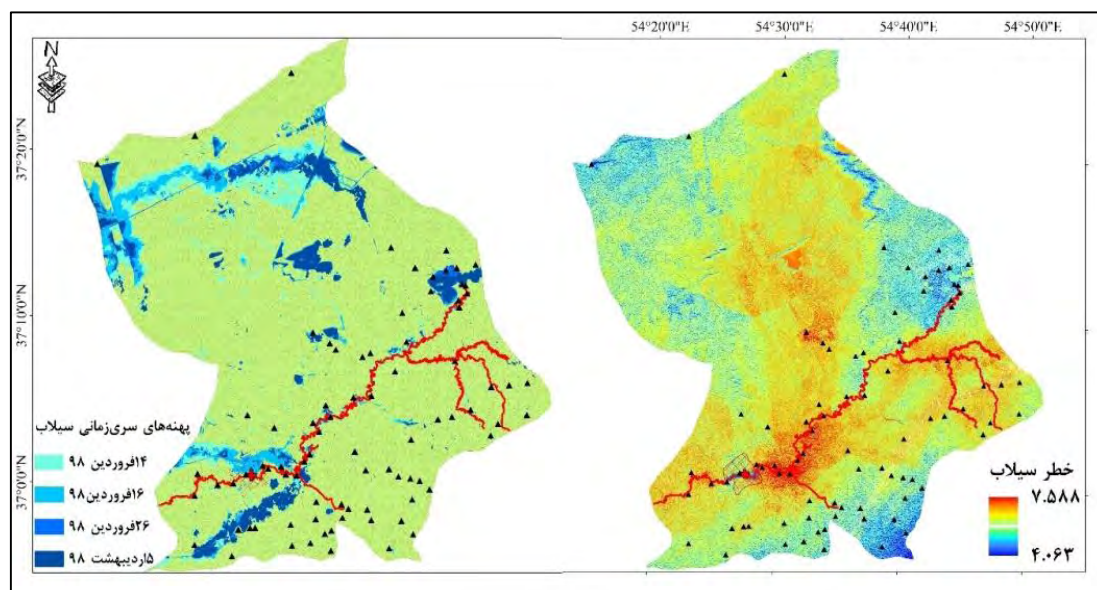 54°20'0"E
54°30'0"E
54°40'0"E
54°50'0"E
N
37°20'0"N
37°10'0"N
37°0'0"N
پهنه‌های سری‌زمانی سیلاب
۱۴فروردین ۹۸
۱۶فروردین۹۸
۲۶فروردین ۹۸
۵اردیبهشت ۹۸
خطر سیلاب
۷.۵۸۸
۴.۰۶۳